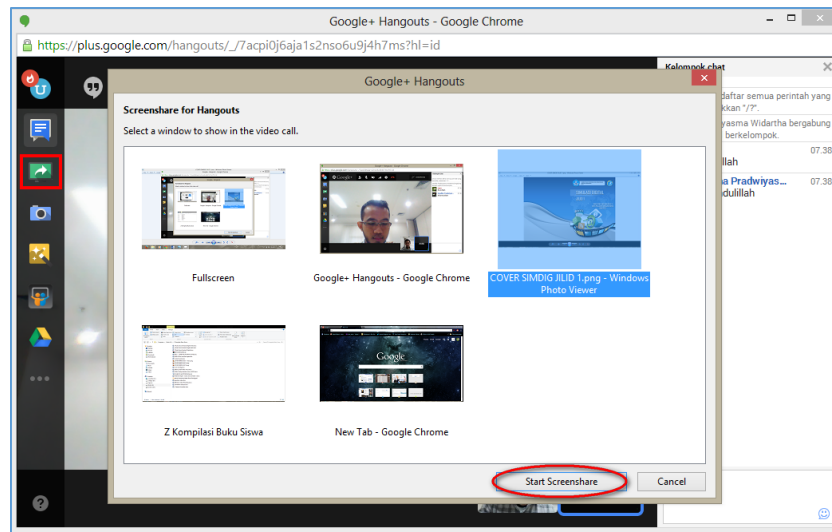 Google+ Hangouts - Google Chrome
https://plus.google.com/hangouts/_/7acpi0j6aja1s2nso6u9j4h7ms?hl=id
Kelompok chat
daftar semua perintah yang
kkan "/?".
yasma Widartha bergabung
berkelompok.
07.38
llah
na Pradwiyas...
07.38
ndulillah
Google+ Hangouts
Screenshare for Hangouts
Select a window to show in the video call.
Fullscreen
Google+ Hangouts - Google Chrome
COVER SIMDIG JILID 1.png - Windows
Photo Viewer
Google
Z Kompilasi Buku Siswa
New Tab - Google Chrome
Start Screenshare
Cancel